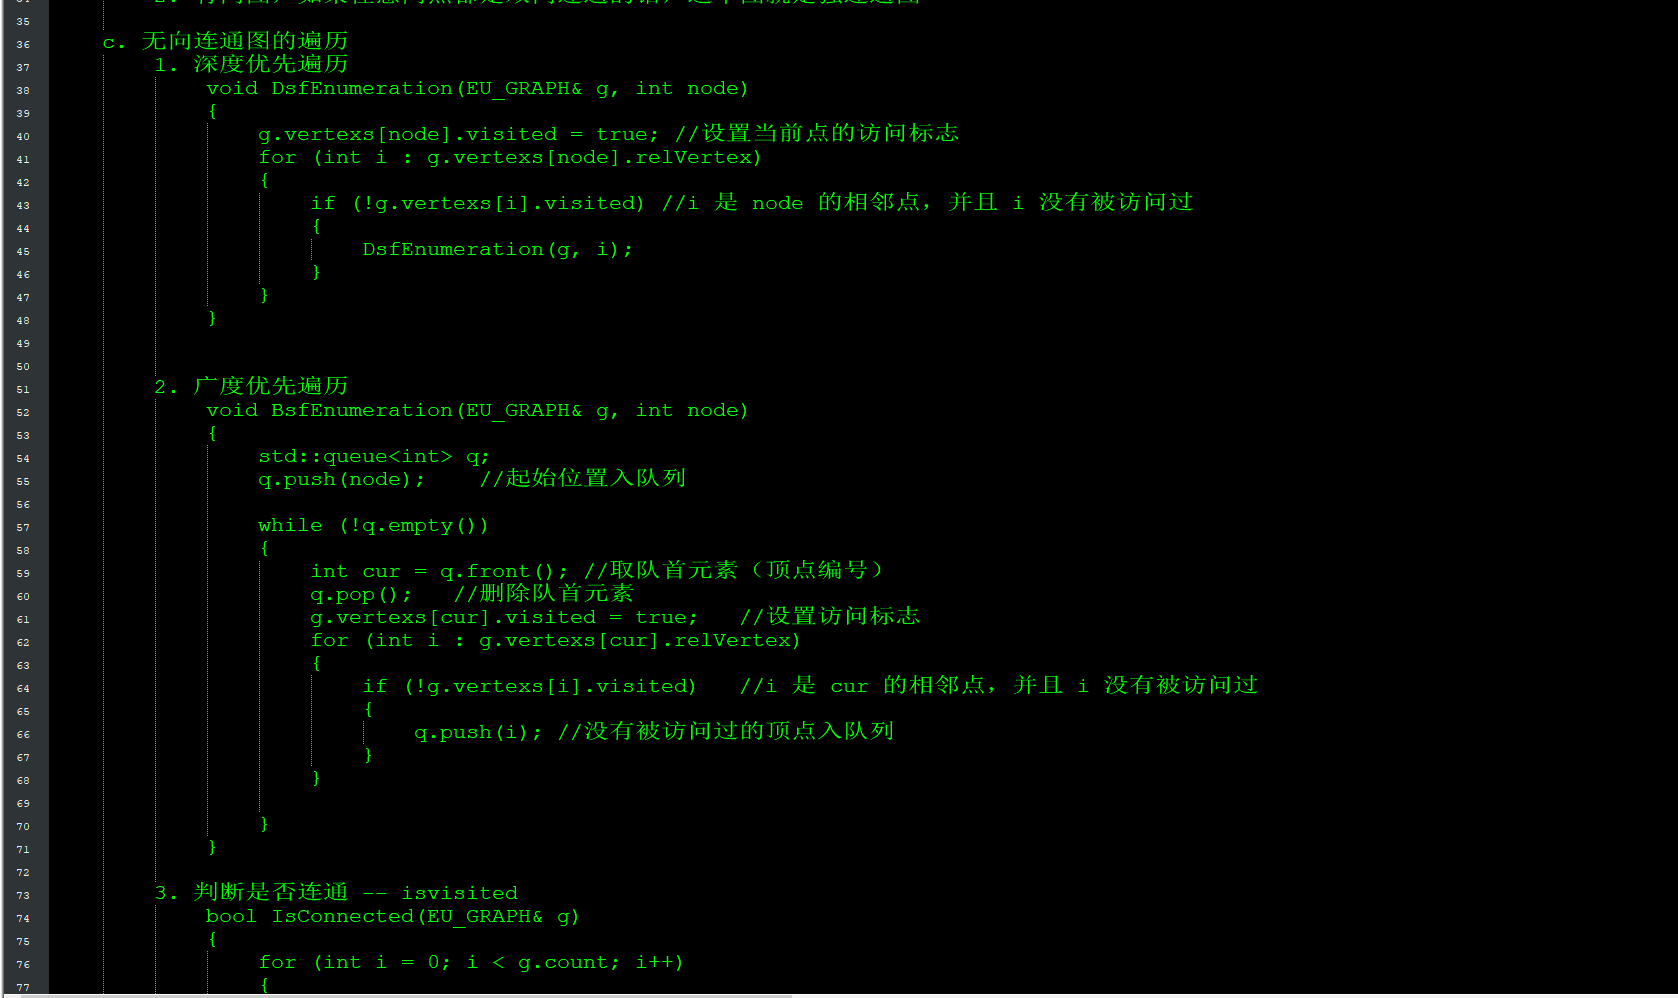 35
36 c. 无向连通图的遍历
37 1. 深度优先遍历
38 void DsfEnumeration(EU_GRAPH& g, int node)
39 {
40 g.vertexs[node].visited = true; //设置当前点的访问标志
41 for (int i : g.vertexs[node].relVertex)
42 {
43 if (!g.vertexs[i].visited) //i 是 node 的相邻点，并且 i 没有被访问过
44 {
45 DsfEnumeration(g, i);
46 }
47 }
48 }
49
50
51 2. 广度优先遍历
52 void BsfEnumeration(EU_GRAPH& g, int node)
53 {
54 std::queue<int> q;
55 q.push(node); //起始位置入队列
56
57 while (!q.empty())
58 {
59 int cur = q.front(); //取队首元素（顶点编号）
60 q.pop(); //删除队首元素
61 g.vertexs[cur].visited = true; //设置访问标志
62 for (int i : g.vertexs[cur].relVertex)
63 {
64 if (!g.vertexs[i].visited) //i 是 cur 的相邻点，并且 i 没有被访问过
65 {
66 q.push(i); //没有被访问过的顶点入队列
67 }
68 }
69
70 }
71 }
72
73 3. 判断是否连通 -- isvisited
74 bool IsConnected(EU_GRAPH& g)
75 {
76 for (int i = 0; i < g.count; i++)
77 {